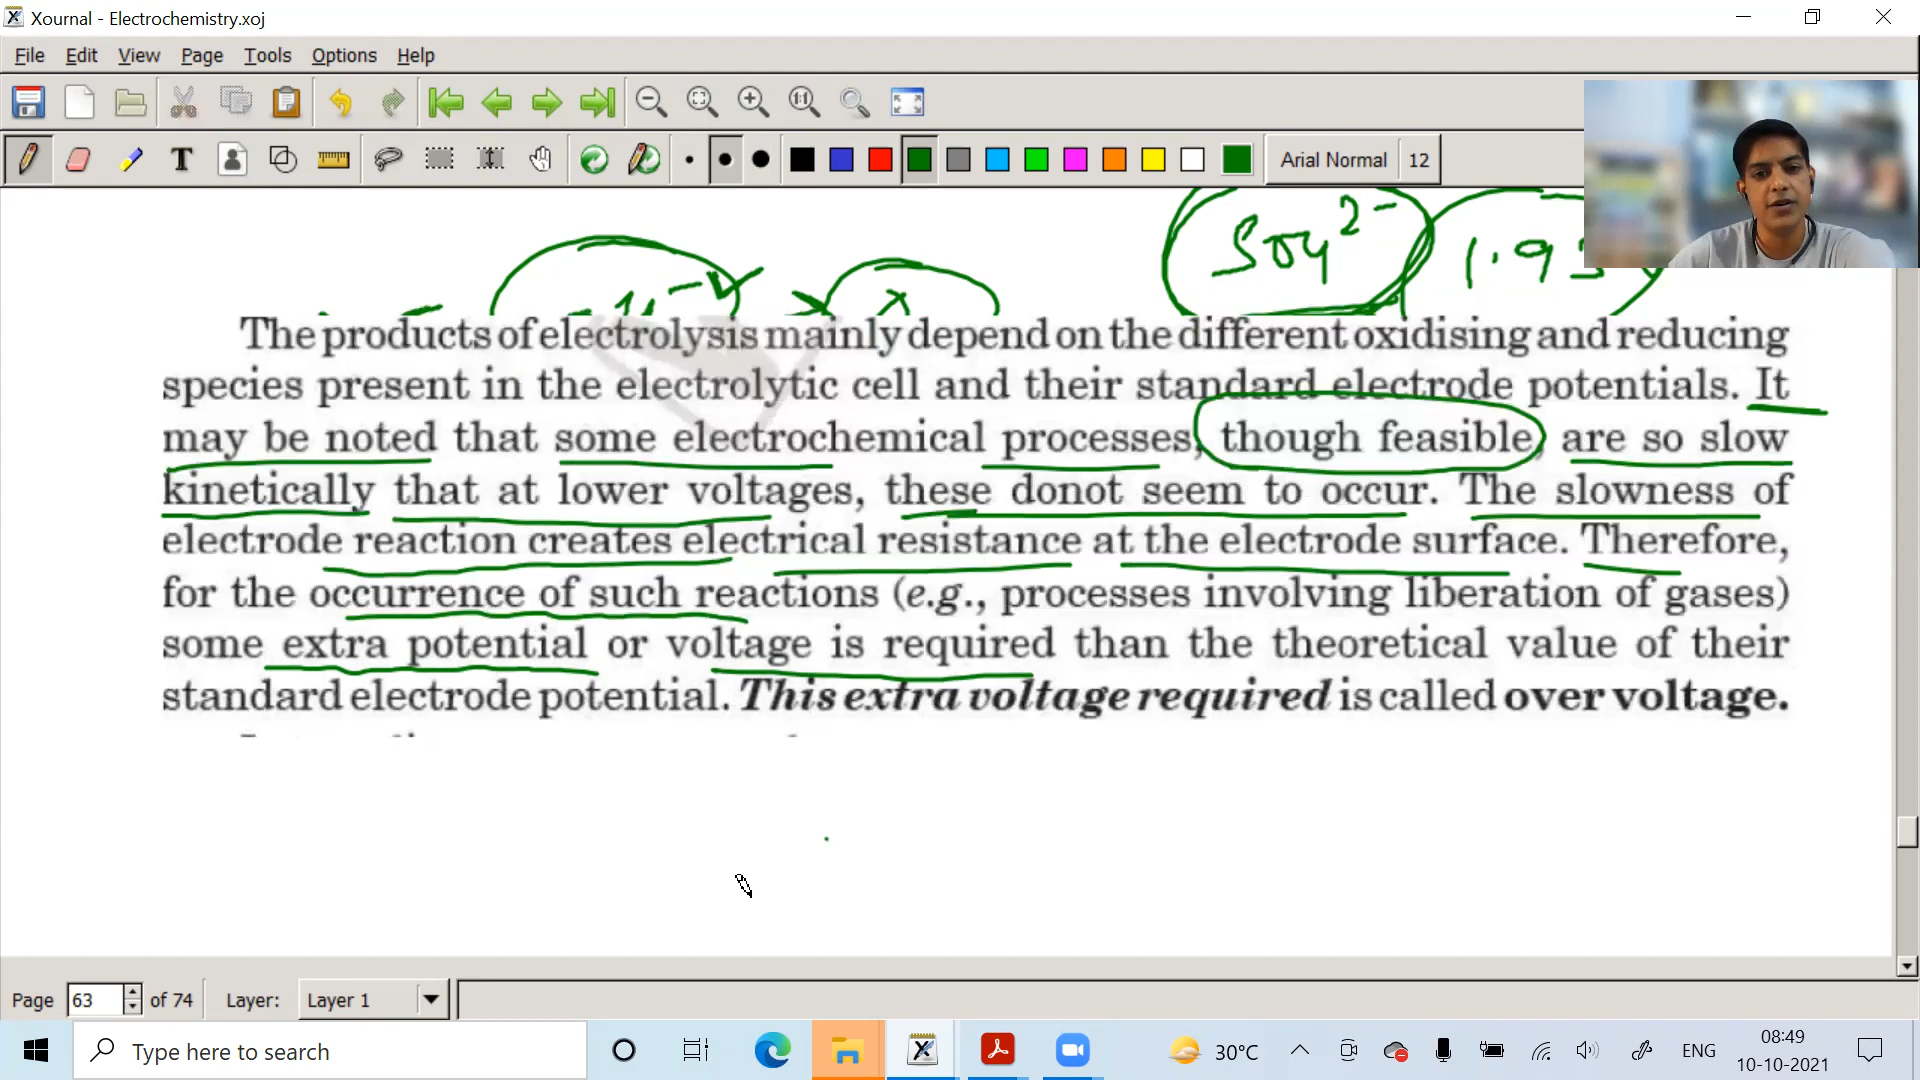 Xournal - Electrochemistry.xoj
File Edit View Page Tools Options Help
Arial Normal 12
SO4 2-
1.9
The products of electrolysis mainly depend on the different oxidising and reducing
species present in the electrolytic cell and their standard electrode potentials. It
may be noted that some electrochemical processes, though feasible, are so slow
kinetically that at lower voltages, these donot seem to occur. The slowness of
electrode reaction creates electrical resistance at the electrode surface. Therefore,
for the occurrence of such reactions (e.g., processes involving liberation of gases)
some extra potential or voltage is required than the theoretical value of their
standard electrode potential. This extra voltage required is called over voltage.
Page 63 of 74 Layer: Layer 1
Type here to search
30°C
ENG
08:49
10-10-2021